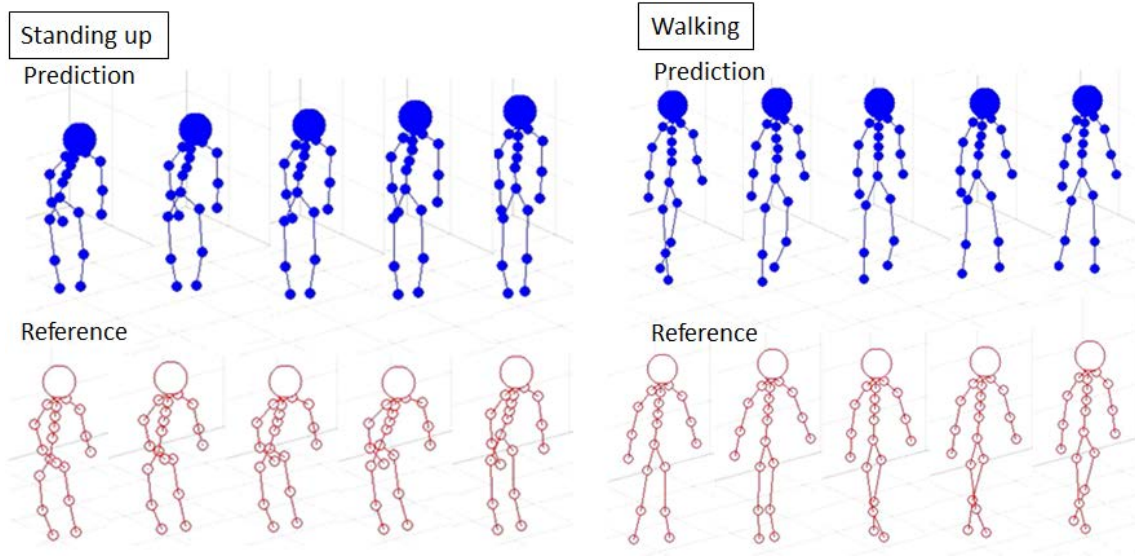 Standing up
Prediction
Reference
Walking
Prediction
Reference